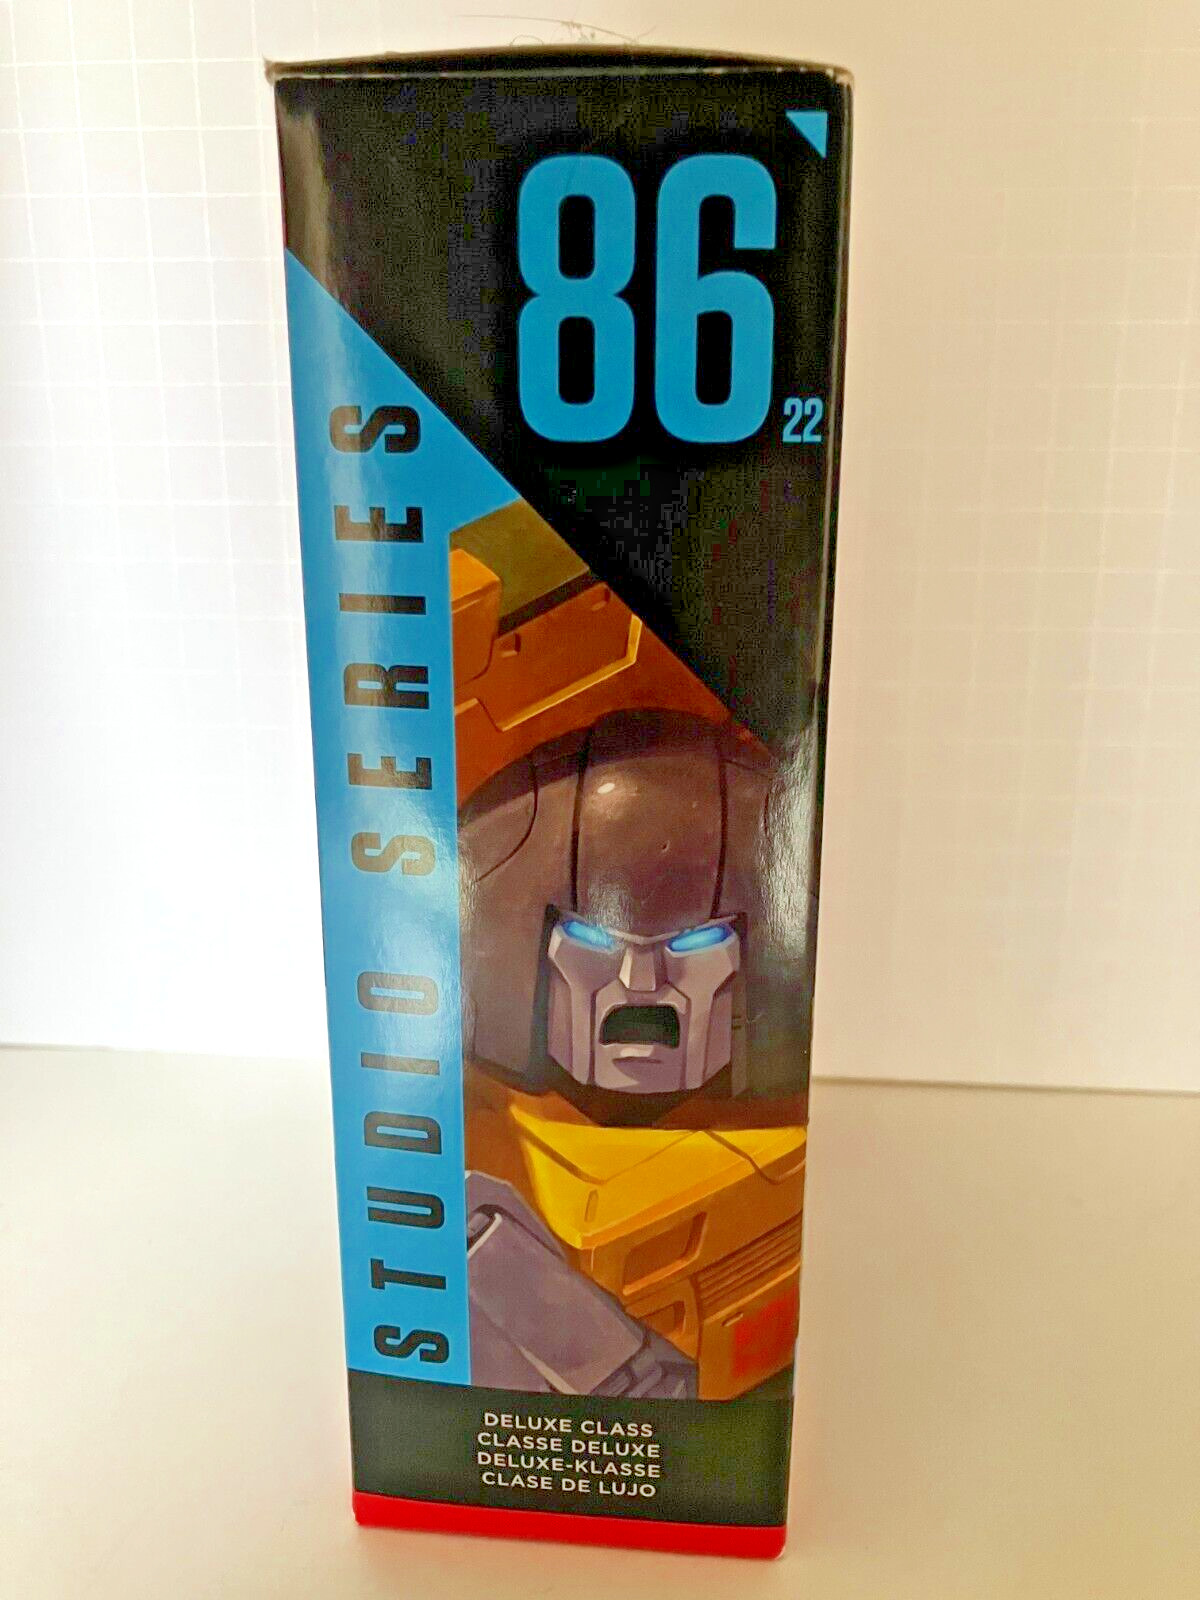 86
22
STUDIO SERIES
DELUXE CLASS
CLASSE DELUXE
DELUXE-KLASSE
CLASE DE LUJO